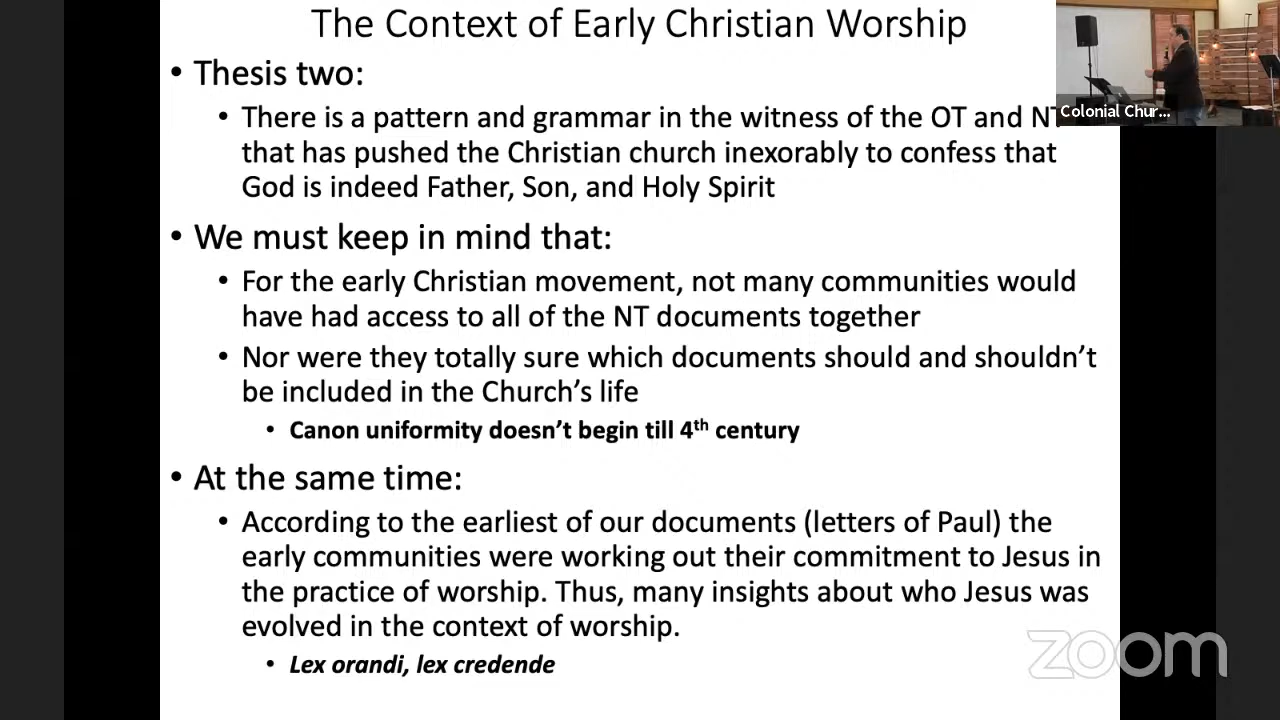 The Context of Early Christian Worship
• Thesis two:
• There is a pattern and grammar in the witness of the OT and NT
that has pushed the Christian church inexorably to confess that
God is indeed Father, Son, and Holy Spirit
• We must keep in mind that:
• For the early Christian movement, not many communities would
have had access to all of the NT documents together
• Nor were they totally sure which documents should and shouldn’t
be included in the Church’s life
• Canon uniformity doesn’t begin till 4th century
• At the same time:
• According to the earliest of our documents (letters of Paul) the
early communities were working out their commitment to Jesus in
the practice of worship. Thus, many insights about who Jesus was
evolved in the context of worship.
• Lex orandi, lex credende
Colonial Chur...
zoom